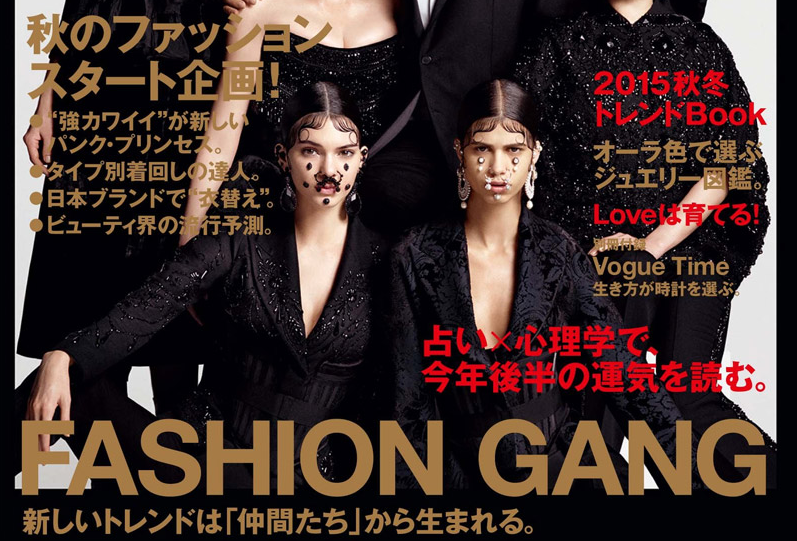 秋のファッション
スタート企画!
●“強カワイイ”が新しい
パンク・プリンセス。
●タイプ別着回しの達人。
●日本ブランドで“衣替え”。
●ビューティ界の流行予測。
2015秋冬
トレンドBook
オーラ色で選ぶ
ジュエリー図鑑。
Loveは育てる!
別冊付録
Vogue Time
生き方が時計を選ぶ。
占い×心理学で、
今年後半の運気を読む。
FASHION GANG
新しいトレンドは「仲間たち」から生まれる。